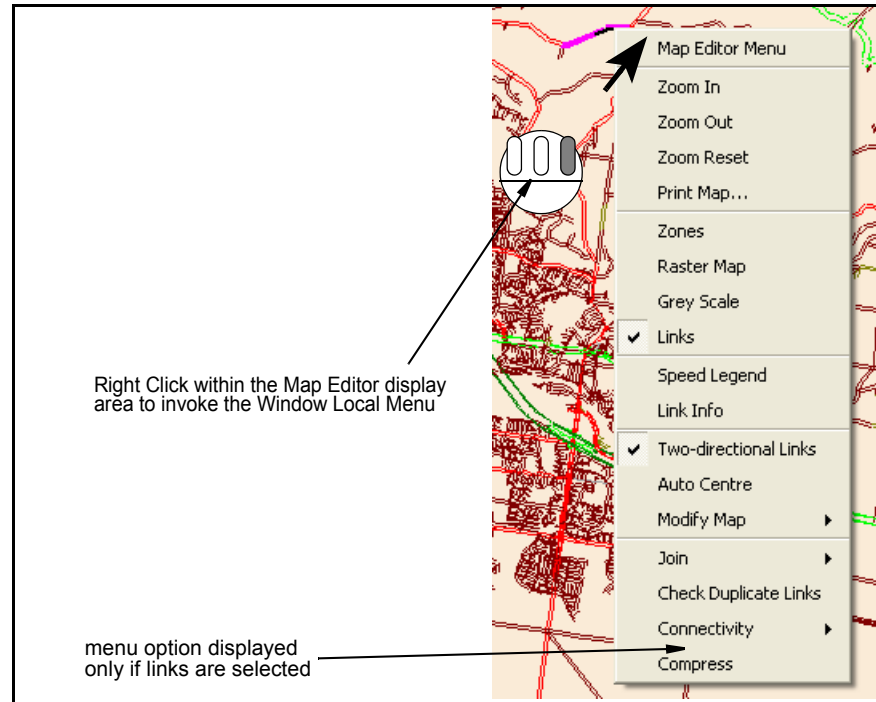 Map Editor Menu
Zoom In
Zoom Out
Zoom Reset
Print Map...
Zones
Raster Map
Grey Scale
Links
Speed Legend
Link Info
Two-directional Links
Auto Centre
Modify Map
Join
Check Duplicate Links
Connectivity
Compress
Right Click within the Map Editor display
area to invoke the Window Local Menu
menu option displayed
only if links are selected